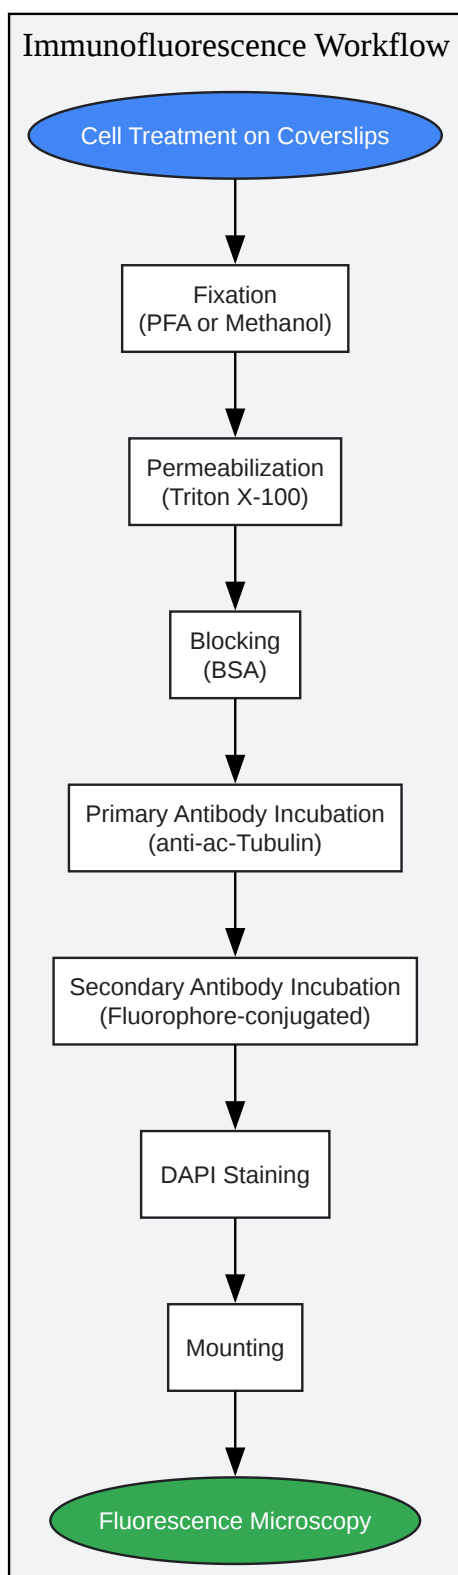 Immunofluorescence Workflow
Cell Treatment on Coverslips
Fixation
(PFA or Methanol)
Permeabilization
(Triton X-100)
Blocking
(BSA)
Primary Antibody Incubation
(anti-ac-Tubulin)
Secondary Antibody Incubation
(Fluorophore-conjugated)
DAPI Staining
Mounting
Fluorescence Microscopy